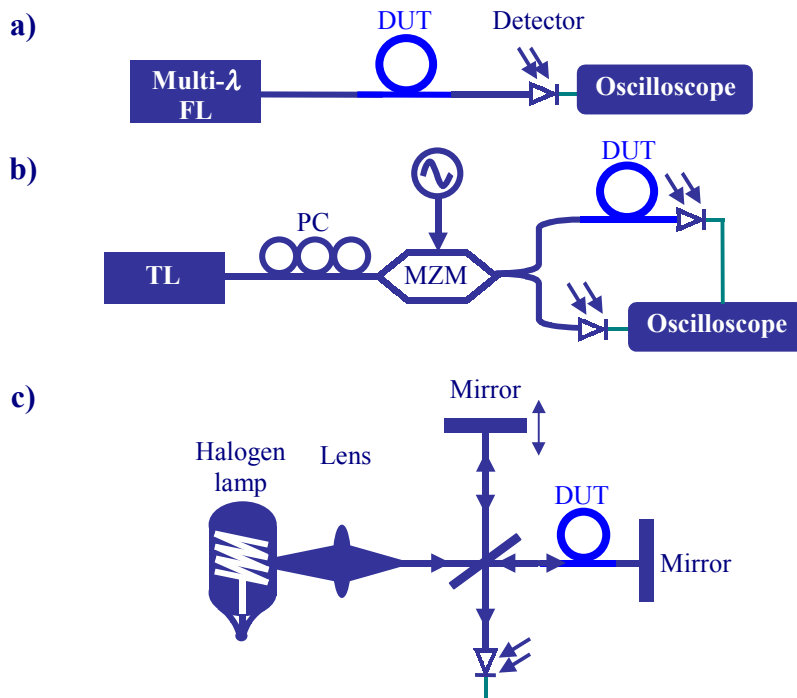 a)
DUT
Detector
Multi-λ
FL
Oscilloscope
b)
DUT
PC
TL
MZM
Oscilloscope
c)
Mirror
Halogen
lamp
Lens
DUT
Mirror